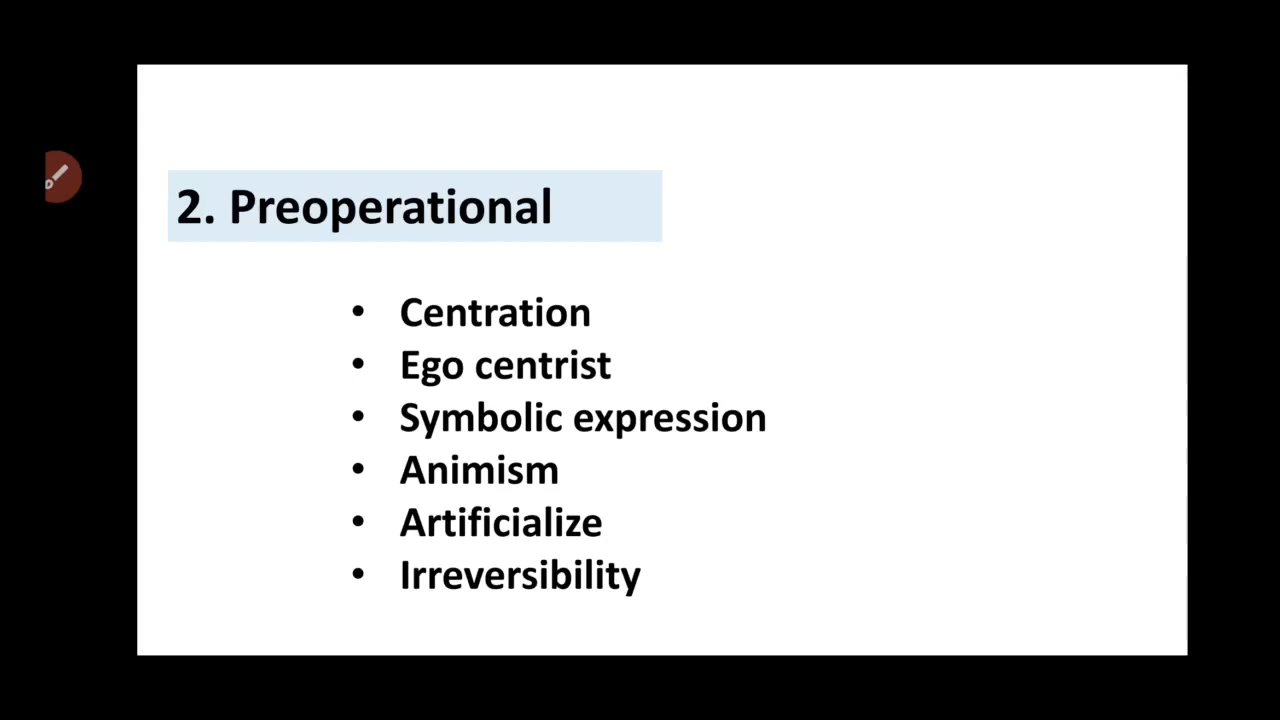 2. Preoperational
• Centration
• Ego centrist
• Symbolic expression
• Animism
• Artificialize
• Irreversibility